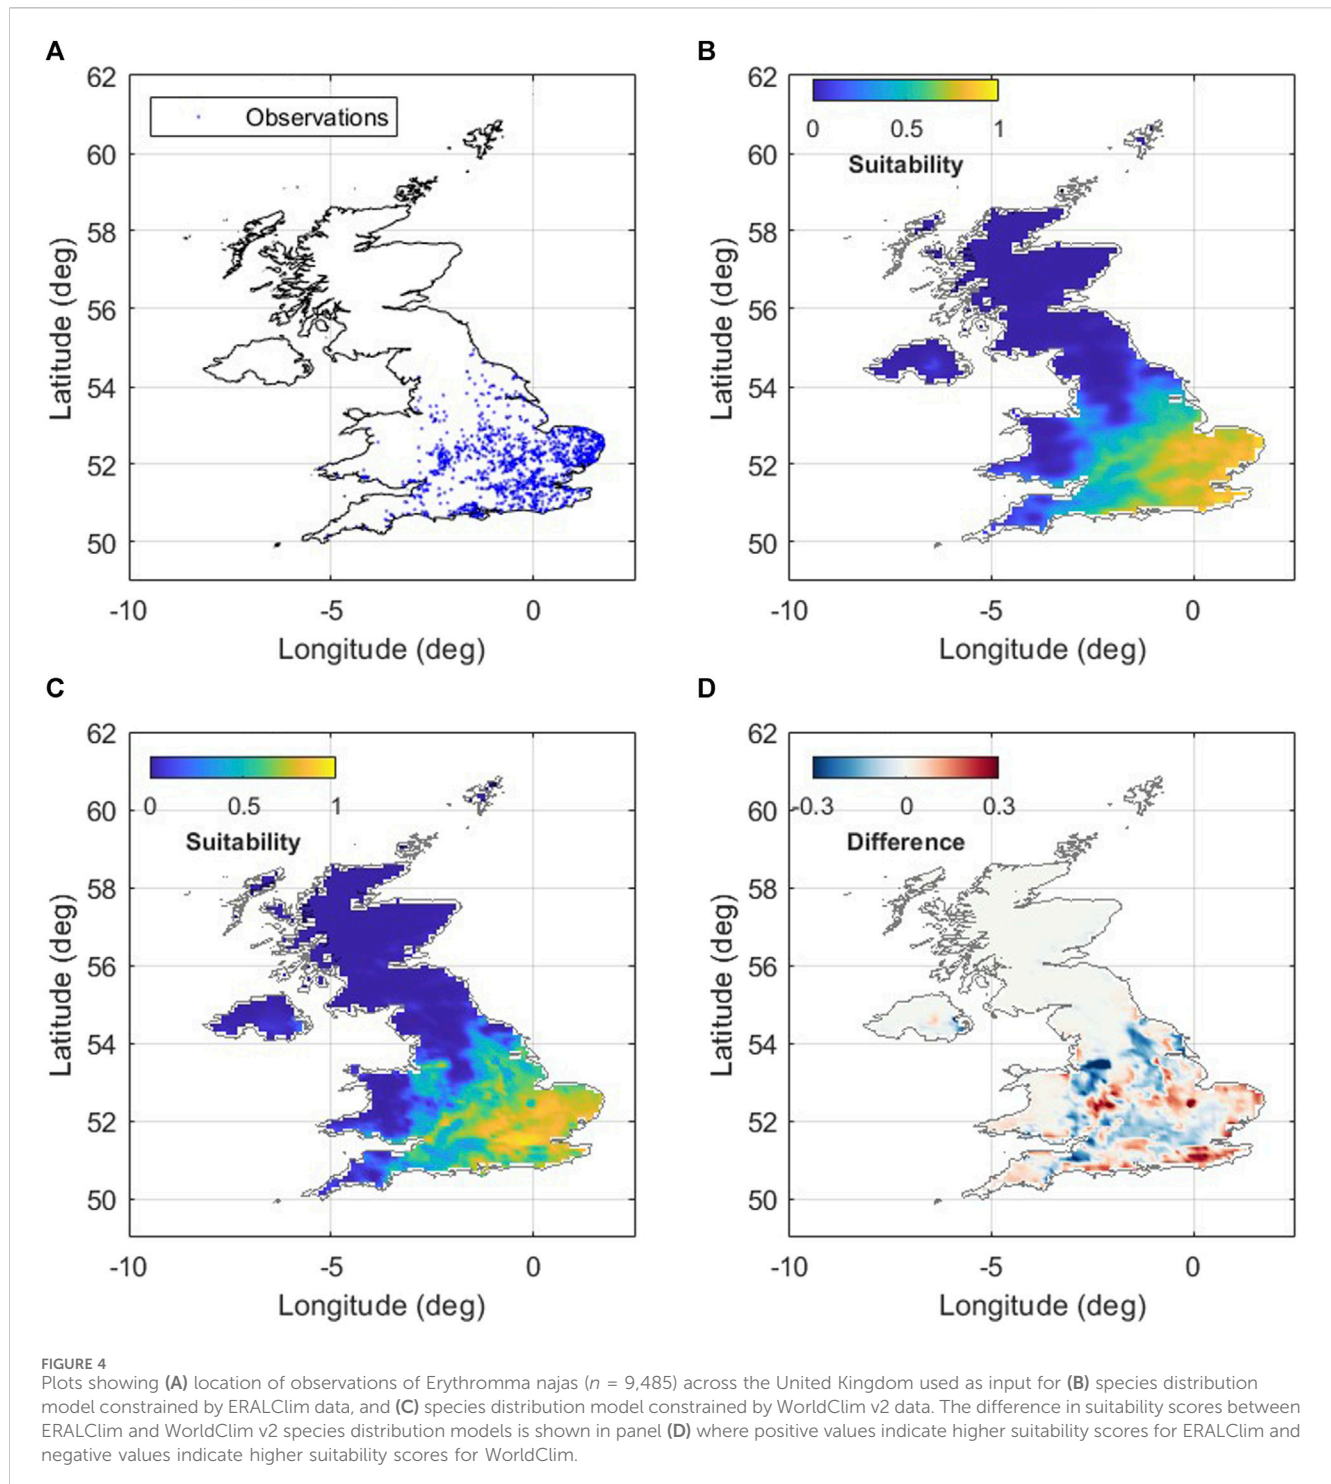 A
62
60
58
56
54
52
50
Latitude (deg)
Observations
-10
-5
0
Longitude (deg)
B
62
60
58
56
54
52
50
Latitude (deg)
0
0.5
1
Suitability
-10
-5
0
Longitude (deg)
C
62
60
58
56
54
52
50
Latitude (deg)
0
0.5
1
Suitability
-10
-5
0
Longitude (deg)
D
62
60
58
56
54
52
50
Latitude (deg)
-0.3
0
0.3
Difference
-10
-5
0
Longitude (deg)
FIGURE 4
Plots showing (A) location of observations of Erythromma najas (n = 9,485) across the United Kingdom used as input for (B) species distribution
model constrained by ERALClim data, and (C) species distribution model constrained by WorldClim v2 data. The difference in suitability scores between
ERALClim and WorldClim v2 species distribution models is shown in panel (D) where positive values indicate higher suitability scores for ERALClim and
negative values indicate higher suitability scores for WorldClim.